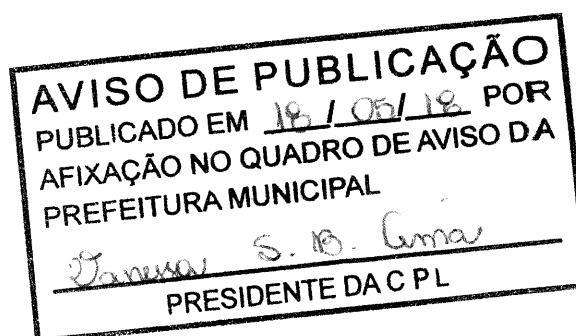 AVISO DE PUBLICAÇÃO
PUBLICADO EM 18 / 05 / 18 POR
AFIXAÇÃO NO QUADRO DE AVISO DA
PREFEITURA MUNICIPAL
Vanessa S. B. Lima
PRESIDENTE DA C P L